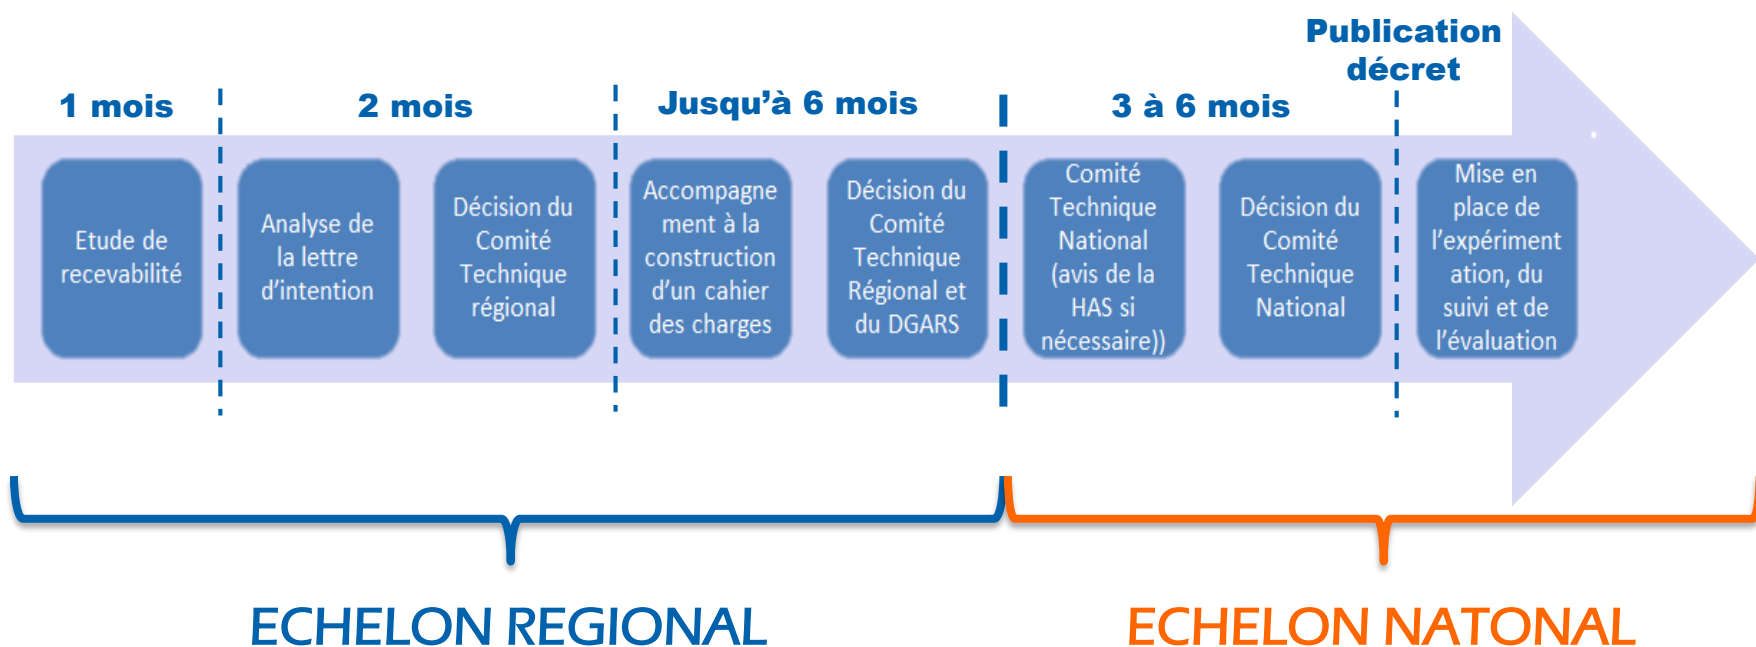 Publication
décret
1 mois
2 mois
Jusqu’à 6 mois
3 à 6 mois
Etude de
recevabilité
Analyse de
la lettre
d’intention
Décision du
Comité
Technique
régional
Accompagne
ment à la
construction
d’un cahier
des charges
Décision du
Comité
Technique
Régional et
du DGARS
Comité
Technique
National
(avis de la
HAS si
nécessaire))
Décision du
Comité
Technique
National
Mise en
place de
l’expériment
ation, du
suivi et de
l’évaluation
ECHELON REGIONAL
ECHELON NATONAL